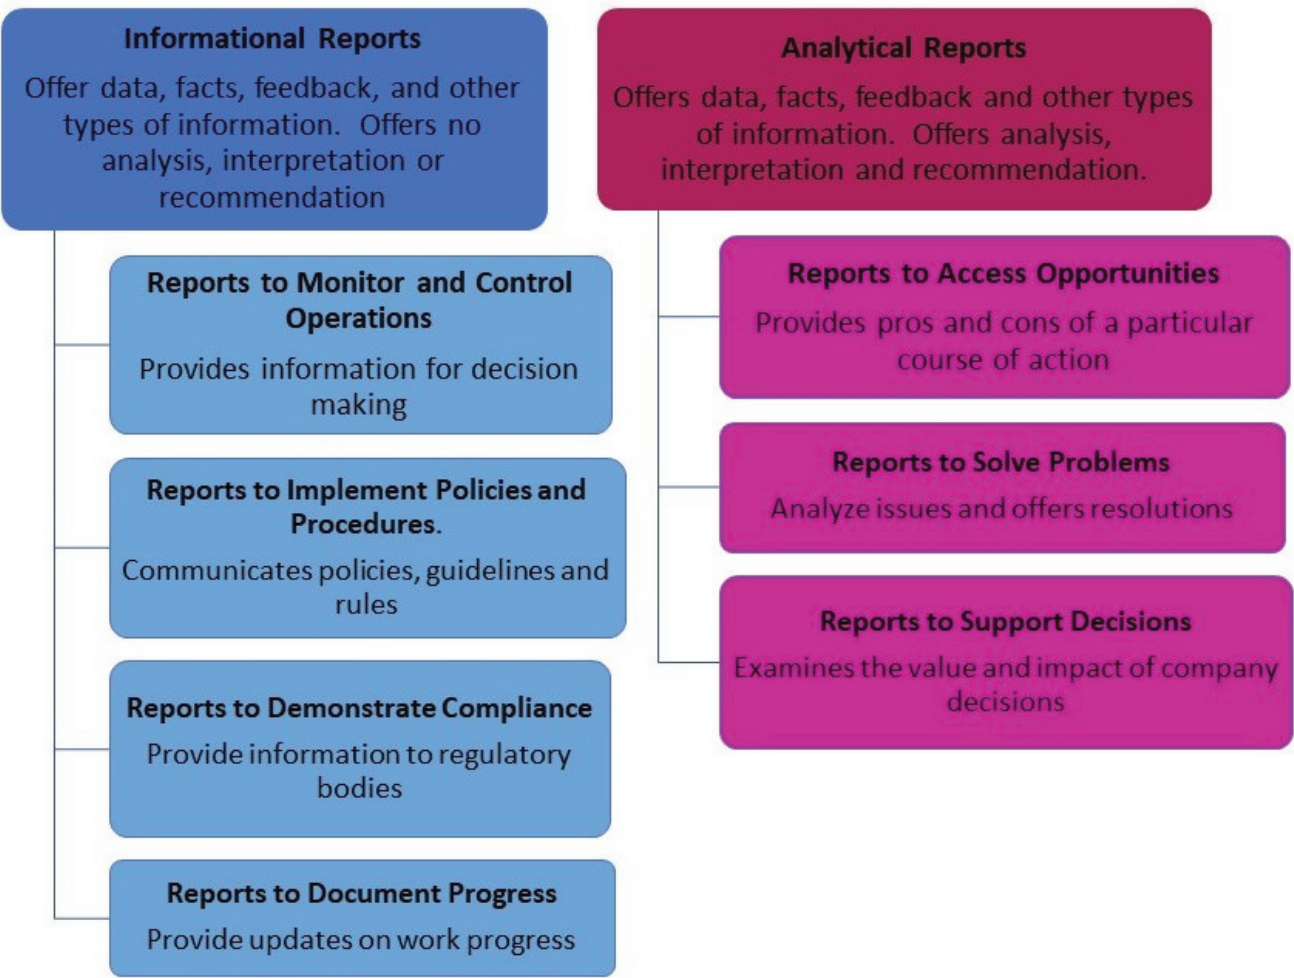 Informational Reports
Offer data, facts, feedback, and other
types of information. Offers no
analysis, interpretation or
recommendation
Reports to Monitor and Control
Operations
Provides information for decision
making
Reports to Implement Policies and
Procedures.
Communicates policies, guidelines and
rules
Reports to Demonstrate Compliance
Provide information to regulatory
bodies
Reports to Document Progress
Provide updates on work progress
Analytical Reports
Offers data, facts, feedback and other types
of information. Offers analysis,
interpretation and recommendation.
Reports to Access Opportunities
Provides pros and cons of a particular
course of action
Reports to Solve Problems
Analyze issues and offers resolutions
Reports to Support Decisions
Examines the value and impact of company
decisions